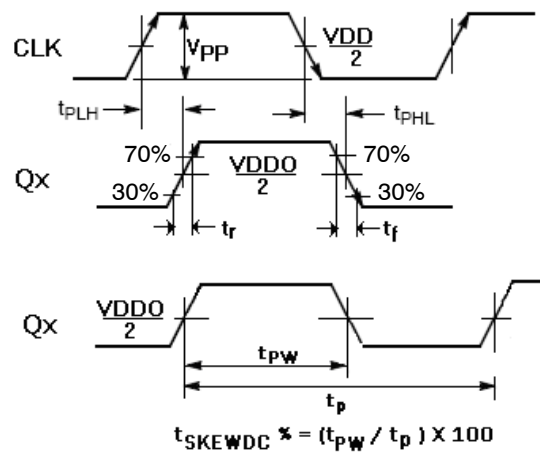 CLK
VPP
VDD
2
tPLH
tPHL
70%
70%
Qx
VDDO
2
30%
30%
tr
tf
Qx
VDDO
2
tPW
tp
tSKEWDC % = (tPW / tp ) X 100